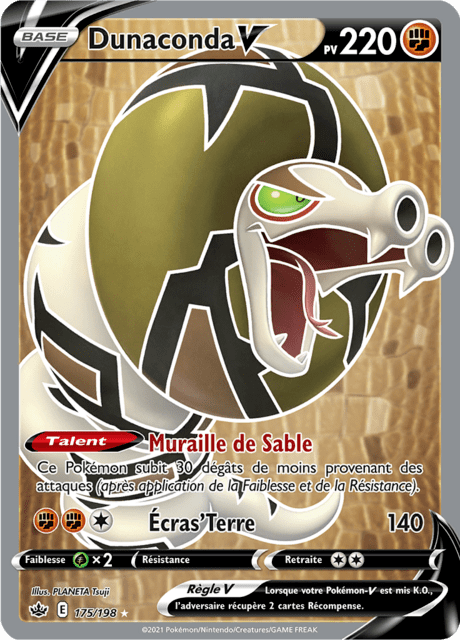 BASE Dunaconda V PV 220
Talent Muraille de Sable
Ce Pokémon subit 30 dégâts de moins provenant des
attaques (après application de la Faiblesse et de la Résistance).
Écras'Terre 140
Faiblesse ×2 Résistance Retraite
Illus. PLANETA Tsuji
E 175/198 ★
Règle V Lorsque votre Pokémon-V est mis K.O.,
l'adversaire récupère 2 cartes Récompense.
©2021 Pokémon/Nintendo/Creatures/GAME FREAK